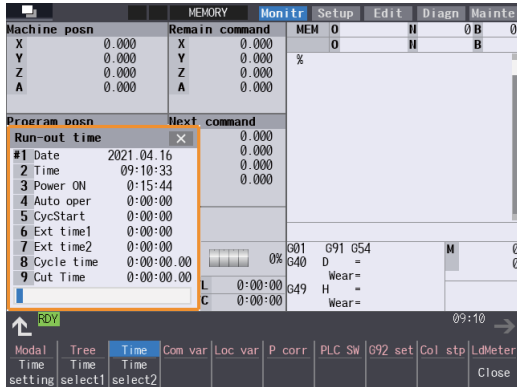 MEMORY Monitr Setup Edit Diagn Mainte
Machine posn
X 0.000
Y 0.000
Z 0.000
A 0.000
Remain command
X 0.000
Y 0.000
Z 0.000
A 0.000
MEM O N 0 B 0
O N B
%
Program posn
Next command
0.000
0.000
0.000
0.000
Run-out time
#1 Date 2021.04.16
2 Time 09:10:33
3 Power ON 0:15:44
4 Auto oper 0:00:00
5 CycStart 0:00:00
6 Ext time1 0:00:00
7 Ext time2 0:00:00
8 Cycle time 0:00:00.00
9 Cut Time 0:00:00.00
0%
L 0:00:00
C 0:00:00
G01 G91 G54
G40 D =
Wear=
G49 H =
Wear=
M 0
0
RDY
09:10
Modal Tree Time Com var Loc var P corr PLC SW G92 set Col stp LdMeter
Time setting
Time select1
Time select2
Close